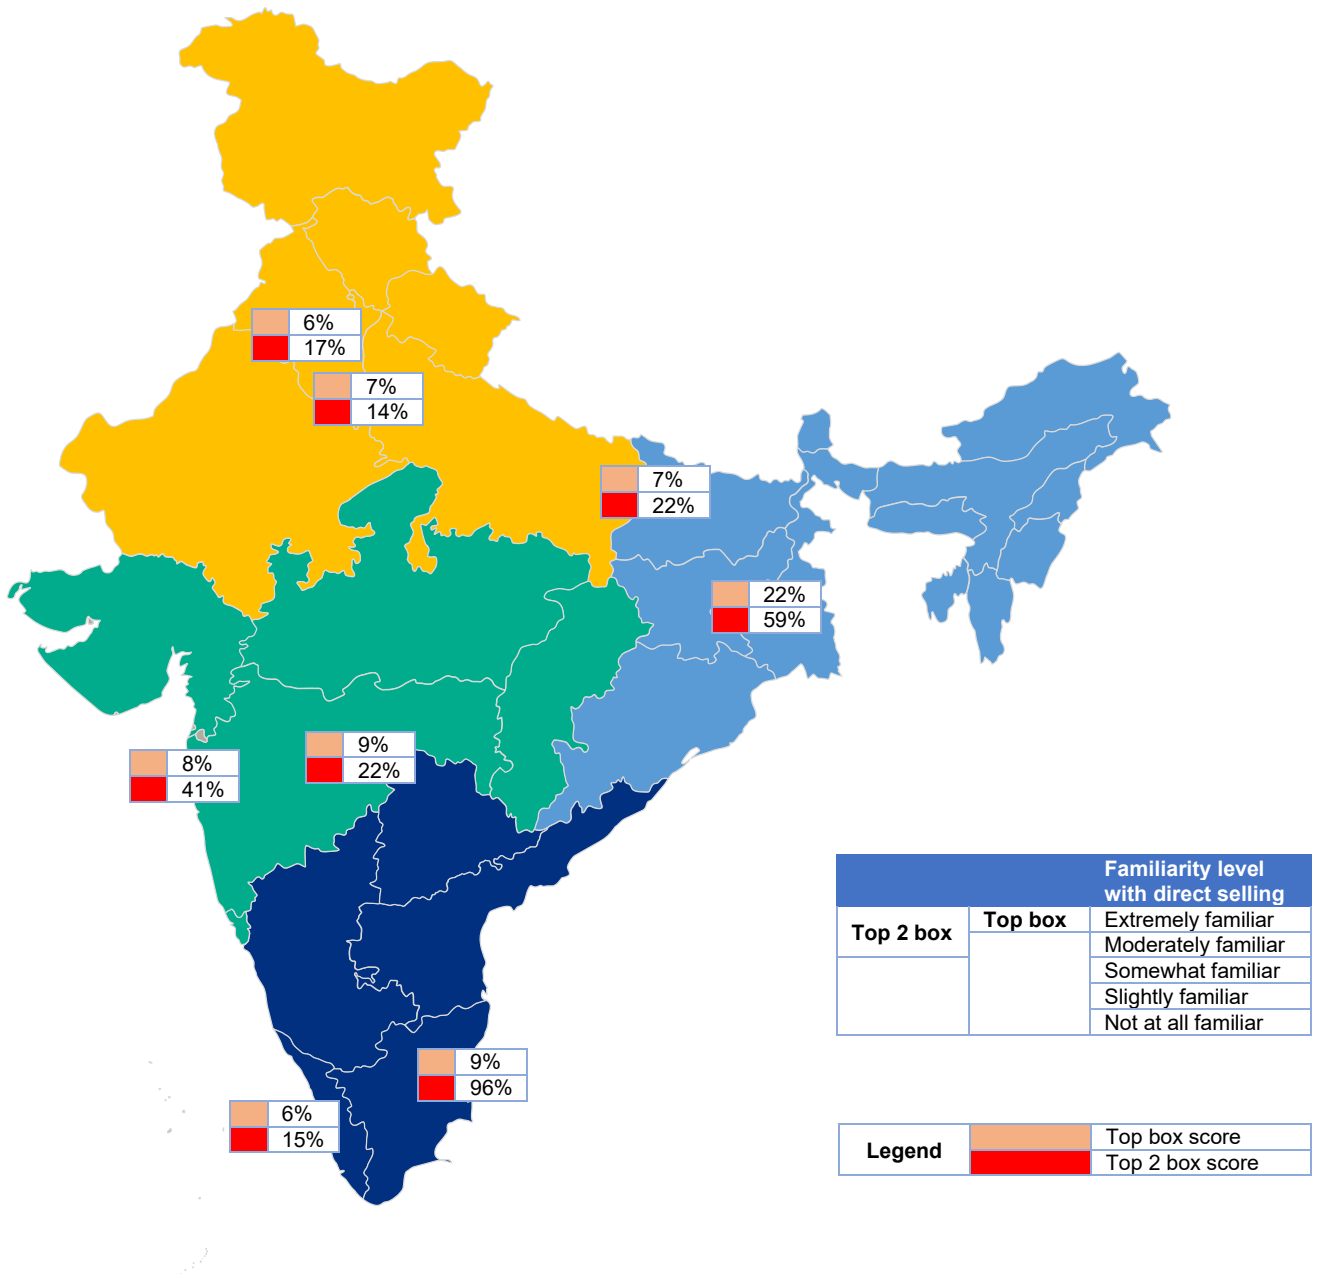 6%
17%
7%
14%
7%
22%
22%
59%
9%
22%
8%
41%
Familiarity level
with direct selling
Top 2 box
Top box
Extremely familiar
Moderately familiar
Somewhat familiar
Slightly familiar
Not at all familiar
9%
96%
6%
15%
Legend
Top box score
Top 2 box score